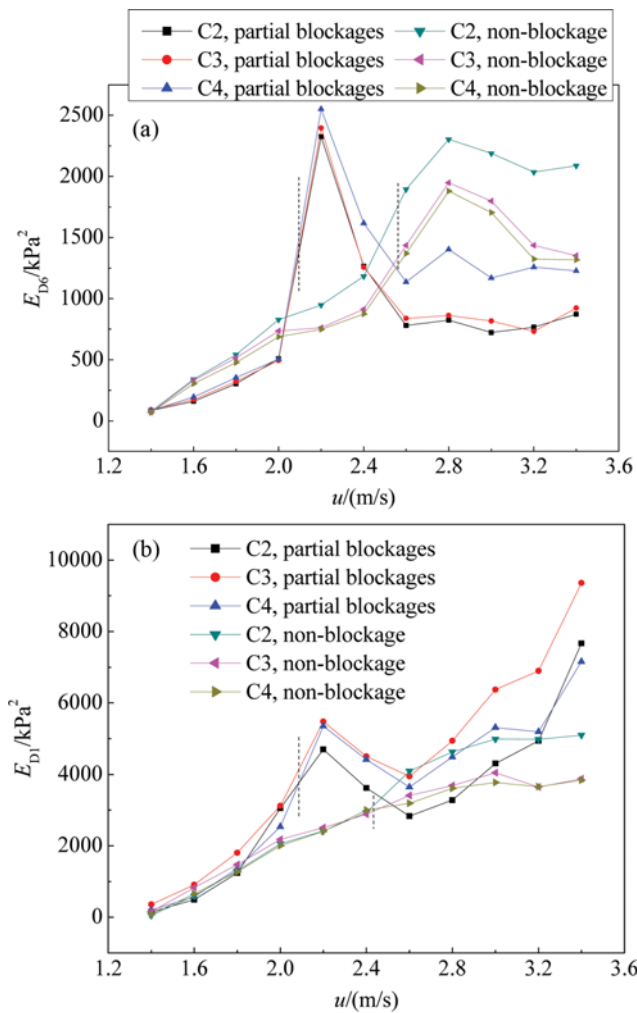 C2, partial blockages C2, non-blockage
C3, partial blockages C3, non-blockage
C4, partial blockages C4, non-blockage
(a)
2500
2000
1500
1000
500
0
E_D6/kPa²
1.2 1.6 2.0 2.4 2.8 3.2 3.6
u/(m/s)
(b)
C2, partial blockages
C3, partial blockages
C4, partial blockages
C2, non-blockage
C3, non-blockage
C4, non-blockage
10000
8000
6000
4000
2000
0
E_D1/kPa²
1.2 1.6 2.0 2.4 2.8 3.2 3.6
u/(m/s)